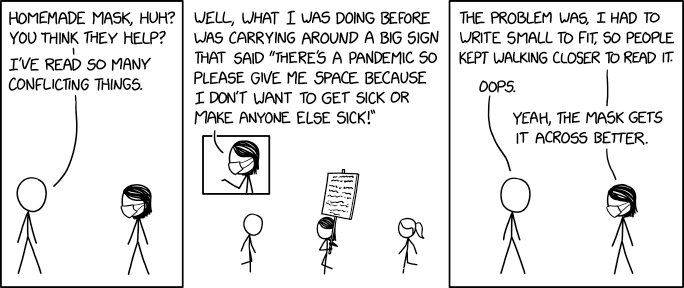 HOMEMADE MASK, HUH?
YOU THINK THEY HELP?
I'VE READ SO MANY
CONFLICTING THINGS.
WELL, WHAT I WAS DOING BEFORE
WAS CARRYING AROUND A BIG SIGN
THAT SAID "THERE'S A PANDEMIC SO
PLEASE GIVE ME SPACE BECAUSE
I DON'T WANT TO GET SICK OR
MAKE ANYONE ELSE SICK!"
THE PROBLEM WAS, I HAD TO
WRITE SMALL TO FIT, SO PEOPLE
KEPT WALKING CLOSER TO READ IT.
OOPS.
YEAH, THE MASK GETS
IT ACROSS BETTER.